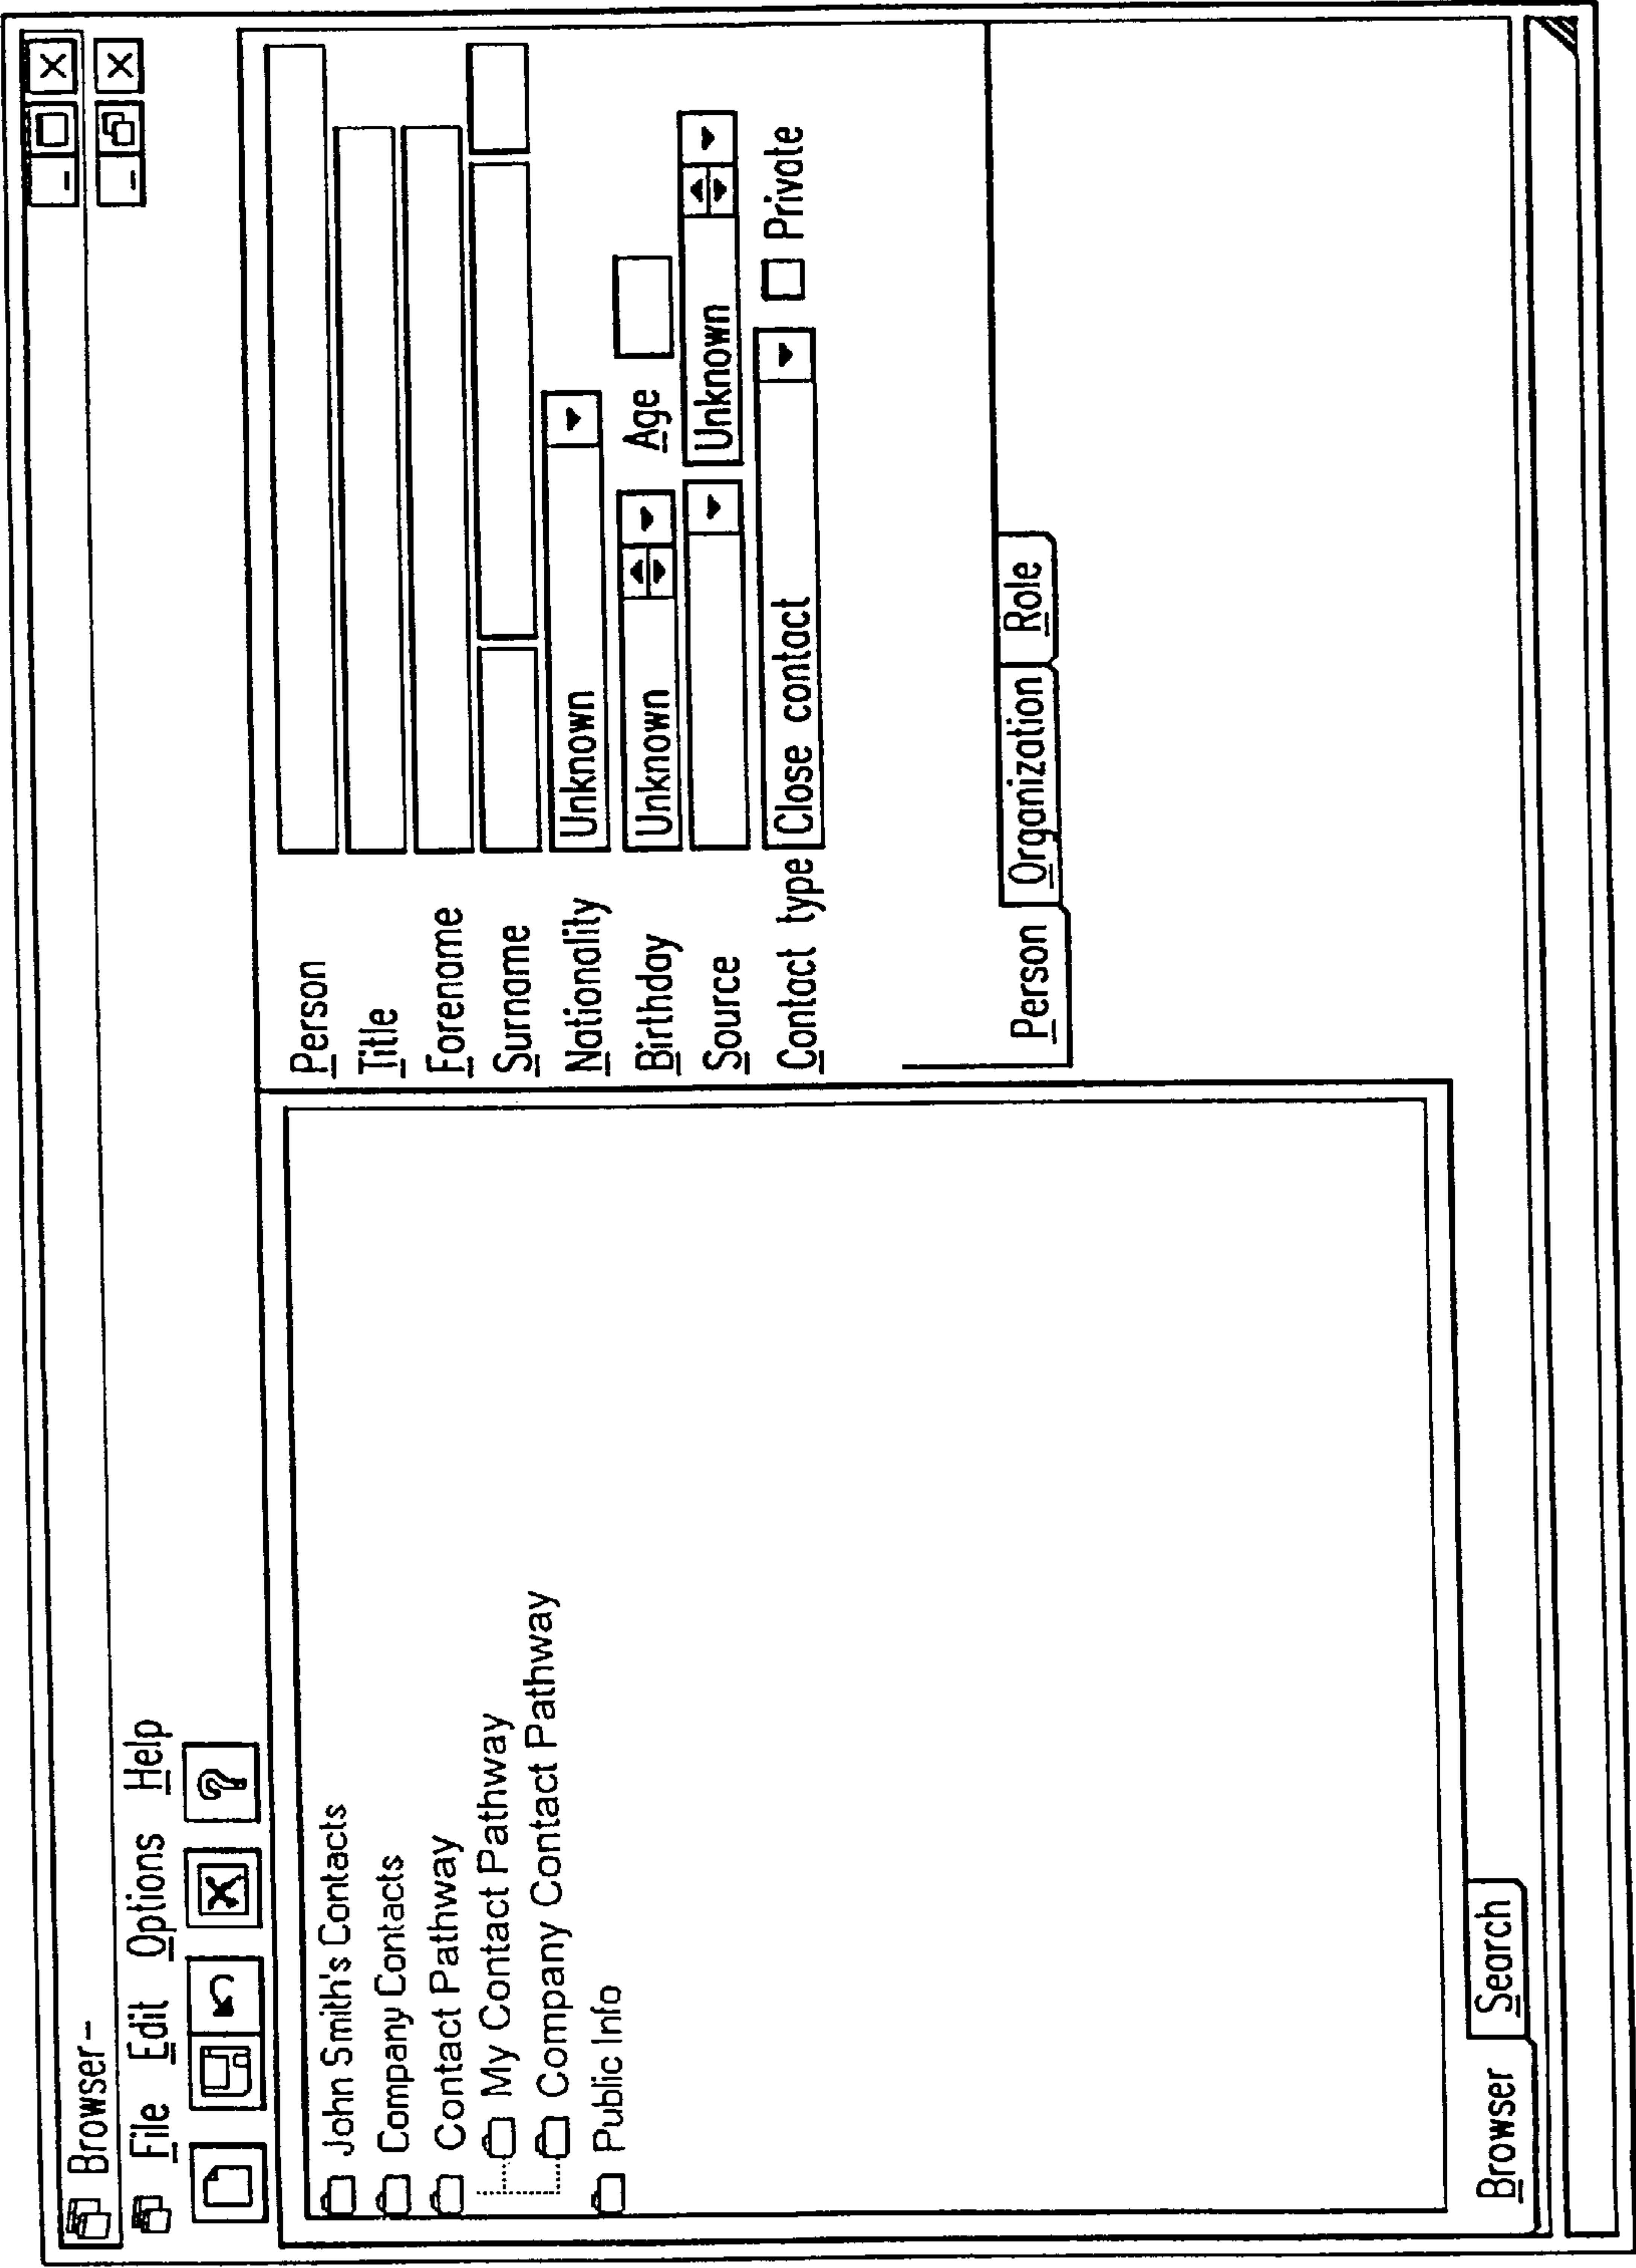 Browser-
File Edit Options Help
?
John Smith's Contacts
Company Contacts
Contact Pathway
My Contact Pathway
Company Contact Pathway
Public Info
Browser Search
Person
Title
Forename
Surname
Nationality Unknown
Birthday Unknown Age
Source Unknown
Contact type Close contact Private
Person Organization Role